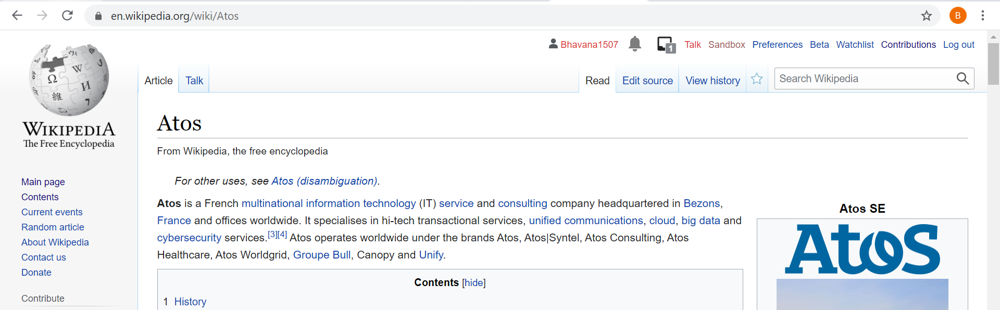 en.wikipedia.org/wiki/Atos
B
Bhavana1507
1
Talk Sandbox Preferences Beta Watchlist Contributions Log out
Article Talk
Read Edit source View history
Search Wikipedia
WIKIPEDIA
The Free Encyclopedia
Main page
Contents
Current events
Random article
About Wikipedia
Contact us
Donate
Contribute
Atos
From Wikipedia, the free encyclopedia
For other uses, see Atos (disambiguation).
Atos is a French multinational information technology (IT) service and consulting company headquartered in Bezons,
France and offices worldwide. It specialises in hi-tech transactional services, unified communications, cloud, big data and
cybersecurity services.[3][4] Atos operates worldwide under the brands Atos, Atos|Syntel, Atos Consulting, Atos
Healthcare, Atos Worldgrid, Groupe Bull, Canopy and Unify.
Contents [hide]
1 History
Atos SE
Atos